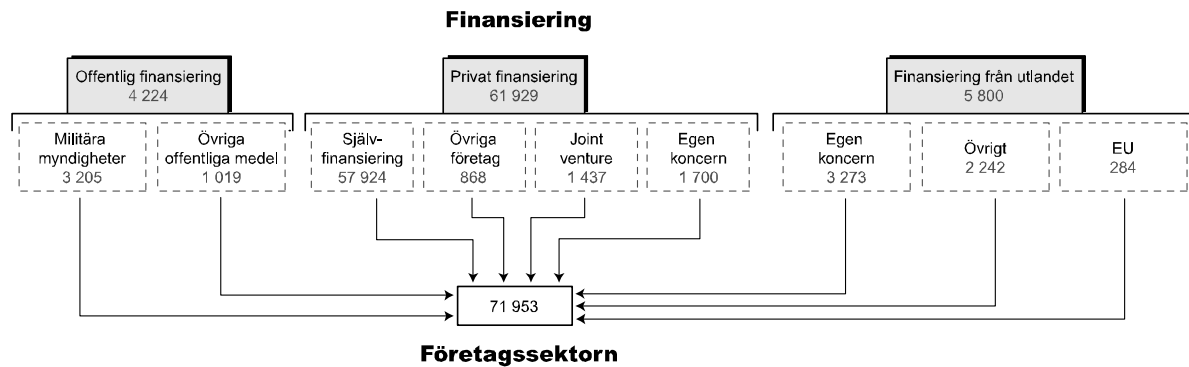 Finansiering
Offentlig finansiering
4 224
Privat finansiering
61 929
Finansiering från utlandet
5 800
Militära
myndigheter
3 205
Övriga
offentliga medel
1 019
Själv-
finansiering
57 924
Övriga
företag
868
Joint
venture
1 437
Egen
koncern
1 700
Egen
koncern
3 273
Övrigt
2 242
EU
284
71 953
Företagssektorn